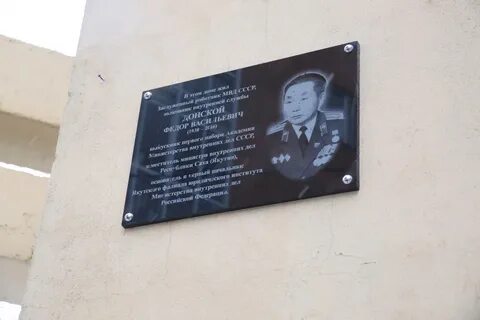 В этом доме жил
Заслуженный работник МВД СССР,
полковник внутренней службы
ДОНСКОЙ
ФЕДОР ВАСИЛЬЕВИЧ
выпускник первого набора Академии
Министерства внутренних дел СССР,
заместитель министра внутренних дел
Республики Саха (Якутия),
основатель и первый начальник
Якутского филиала юридического института
Министерства внутренних дел
Российской Федерации.